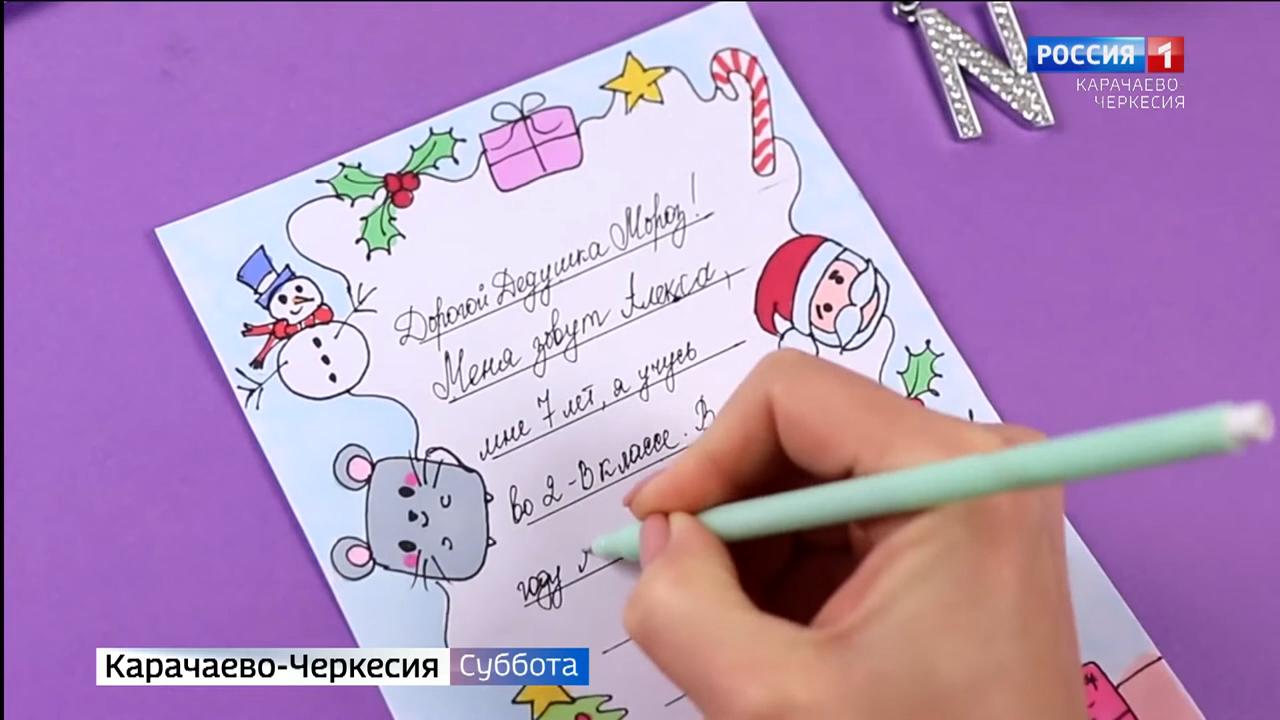 РОССИЯ 1
КАРАЧАЕВО-
ЧЕРКЕСИЯ
Дорогой Дедушка Мороз!
Меня зовут Алекса,
мне 7 лет, я учусь
во 2-В классе. В
году
Карачаево-Черкесия Суббота